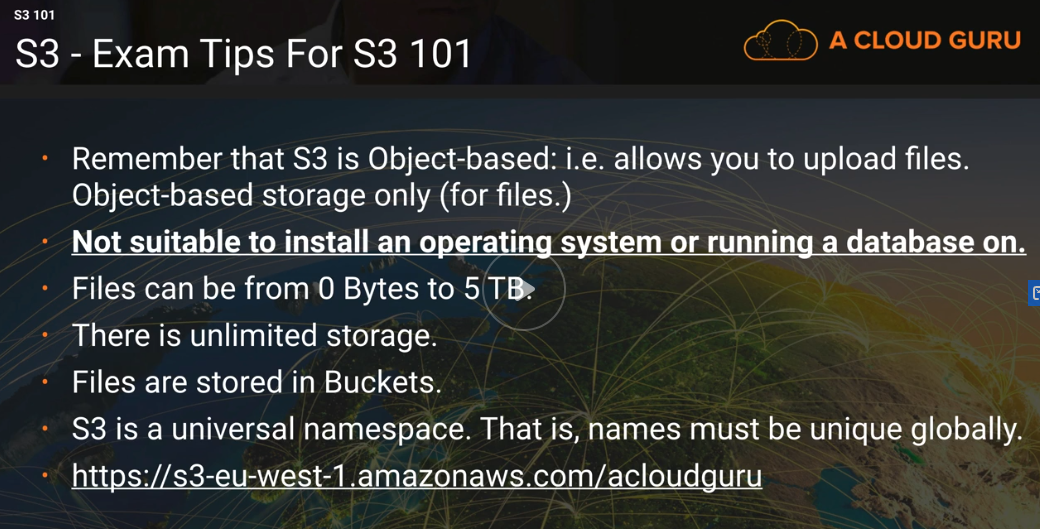 S3 101
S3 - Exam Tips For S3 101
A CLOUD GURU
• Remember that S3 is Object-based: i.e. allows you to upload files.
Object-based storage only (for files.)
• Not suitable to install an operating system or running a database on.
• Files can be from 0 Bytes to 5 TB.
• There is unlimited storage.
• Files are stored in Buckets.
• S3 is a universal namespace. That is, names must be unique globally.
• https://s3-eu-west-1.amazonaws.com/acloudguru